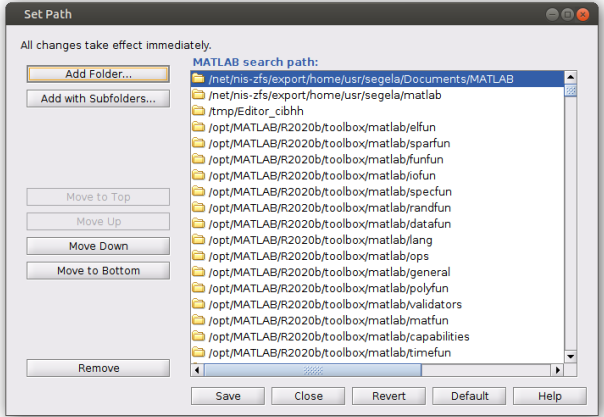 Set Path
All changes take effect immediately.
MATLAB search path:
Add Folder...
Add with Subfolders...
Move to Top
Move Up
Move Down
Move to Bottom
Remove
/net/nis-zfs/export/home/usr/segela/Documents/MATLAB
/net/nis-zfs/export/home/usr/segela/matlab
/tmp/Editor_cibhh
/opt/MATLAB/R2020b/toolbox/matlab/elfun
/opt/MATLAB/R2020b/toolbox/matlab/sparfun
/opt/MATLAB/R2020b/toolbox/matlab/funfun
/opt/MATLAB/R2020b/toolbox/matlab/iofun
/opt/MATLAB/R2020b/toolbox/matlab/specfun
/opt/MATLAB/R2020b/toolbox/matlab/randfun
/opt/MATLAB/R2020b/toolbox/matlab/datafun
/opt/MATLAB/R2020b/toolbox/matlab/lang
/opt/MATLAB/R2020b/toolbox/matlab/ops
/opt/MATLAB/R2020b/toolbox/matlab/general
/opt/MATLAB/R2020b/toolbox/matlab/polyfun
/opt/MATLAB/R2020b/toolbox/matlab/validators
/opt/MATLAB/R2020b/toolbox/matlab/matfun
/opt/MATLAB/R2020b/toolbox/matlab/capabilities
/opt/MATLAB/R2020b/toolbox/matlab/timefun
Save
Close
Revert
Default
Help